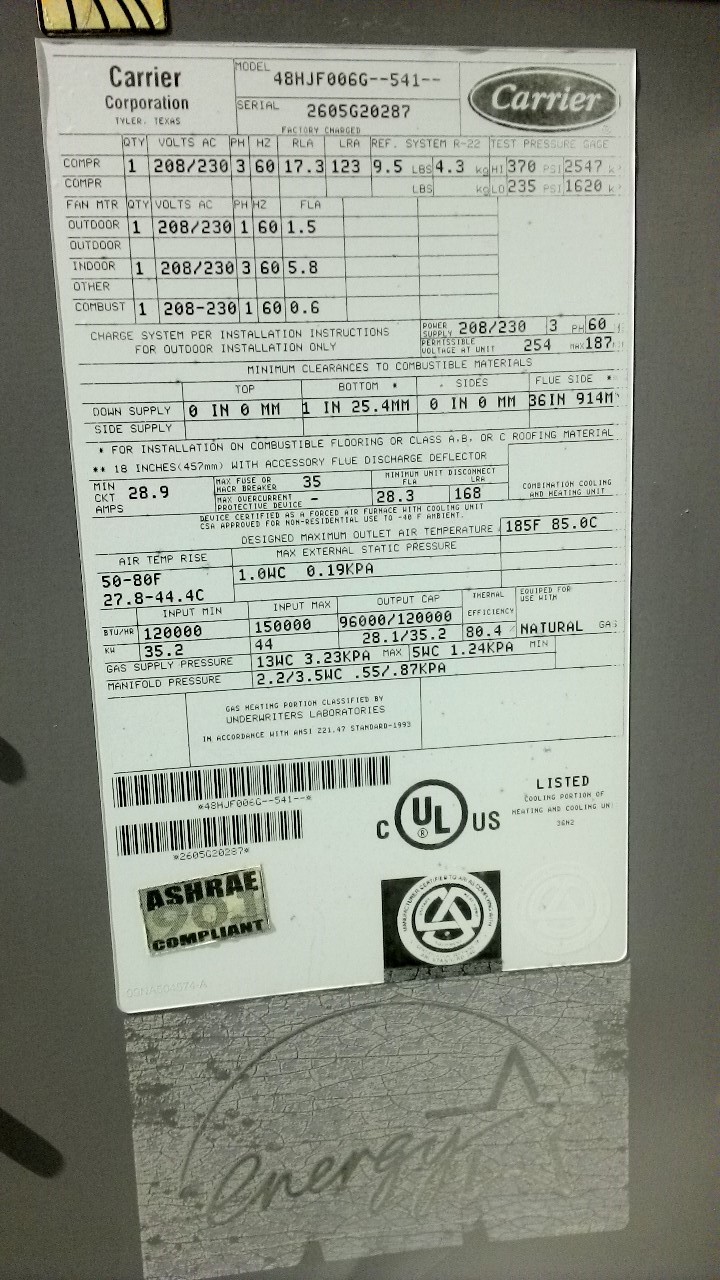 Carrier
Corporation
TYLER, TEXAS
MODEL 48HJF006G--541--
SERIAL 2605G20287
FACTORY CHARGED
Carrier
QTY VOLTS AC PH HZ RLA LRA REF. SYSTEM R-22 TEST PRESSURE GAGE
COMPR 1 208/230 3 60 17.3 123 9.5 LBS 4.3 kg HI 370 PSI 2547 k
COMPR LBS kg LO 235 PSI 1620 k
FAN MTR QTY VOLTS AC PH HZ FLA
OUTDOOR 1 208/230 1 60 1.5
OUTDOOR
INDOOR 1 208/230 3 60 5.8
OTHER
COMBUST 1 208-230 1 60 0.6
CHARGE SYSTEM PER INSTALLATION INSTRUCTIONS
FOR OUTDOOR INSTALLATION ONLY
POWER SUPPLY 208/230 3 PH 60
PERMISSIBLE VOLTAGE AT UNIT 254 MAX 187
MINIMUM CLEARANCES TO COMBUSTIBLE MATERIALS
TOP BOTTOM * SIDES FLUE SIDE *
DOWN SUPPLY 0 IN 0 MM 1 IN 25.4MM 0 IN 0 MM 36IN 914M
SIDE SUPPLY
* FOR INSTALLATION ON COMBUSTIBLE FLOORING OR CLASS A,B, OR C ROOFING MATERIAL
** 18 INCHES(457mm) WITH ACCESSORY FLUE DISCHARGE DEFLECTOR
MIN CKT AMPS 28.9
MAX FUSE OR HACR BREAKER 35
MAX OVERCURRENT PROTECTIVE DEVICE -
MINIMUM UNIT DISCONNECT
FLA LRA
28.3 168
COMBINATION COOLING
AND HEATING UNIT
DEVICE CERTIFIED AS A FORCED AIR FURNACE WITH COOLING UNIT
CSA APPROVED FOR NON-RESIDENTIAL USE TO -40 F AMBIENT.
DESIGNED MAXIMUM OUTLET AIR TEMPERATURE 185F 85.0C
AIR TEMP RISE
50-80F
27.8-44.4C
MAX EXTERNAL STATIC PRESSURE
1.0WC 0.19KPA
INPUT MIN INPUT MAX OUTPUT CAP THERMAL EFFICIENCY EQUIPED FOR USE WITH
BTU/HR 120000 150000 96000/120000
KW 35.2 44 28.1/35.2 80.4 NATURAL GAS
GAS SUPPLY PRESSURE 13WC 3.23KPA MAX 5WC 1.24KPA MIN
MANIFOLD PRESSURE 2.2/3.5WC .55/.87KPA
GAS HEATING PORTION CLASSIFIED BY
UNDERWRITERS LABORATORIES
IN ACCORDANCE WITH ANSI Z21.47 STANDARD-1993
*48HJF006G--541--*
*2605G20287*
C UL ® US
LISTED
COOLING PORTION OF
HEATING AND COOLING UN
36N2
ASHRAE
90.1
COMPLIANT
energy